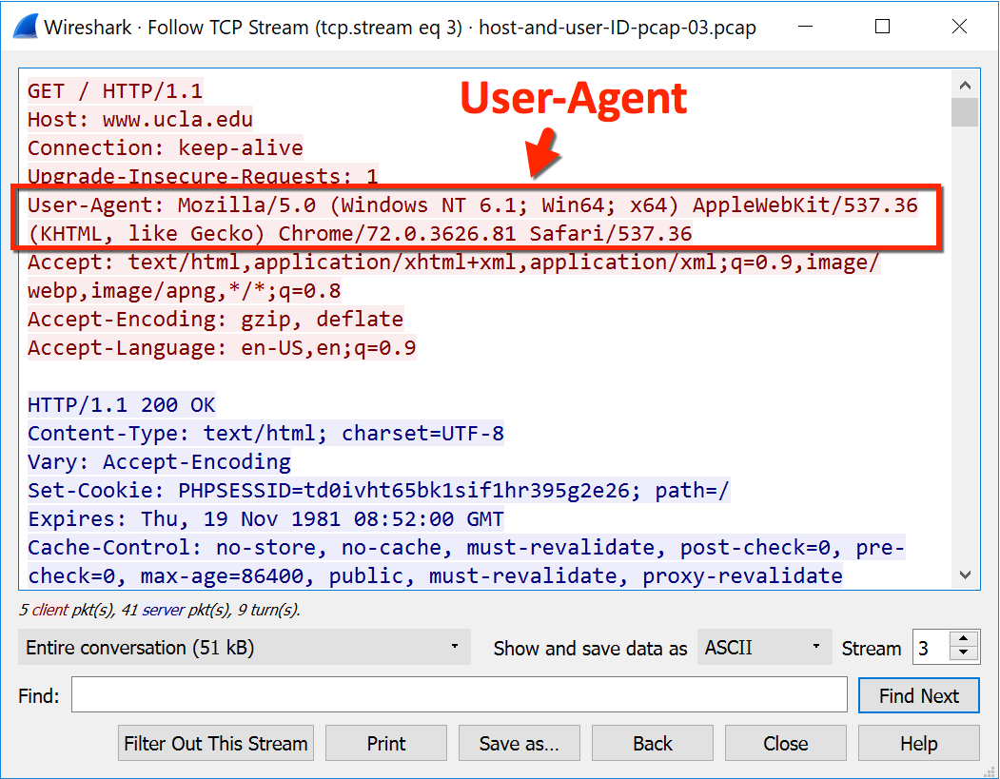 Wireshark · Follow TCP Stream (tcp.stream eq 3) · host-and-user-ID-pcap-03.pcap
User-Agent
GET / HTTP/1.1
Host: www.ucla.edu
Connection: keep-alive
Upgrade-Insecure-Requests: 1
User-Agent: Mozilla/5.0 (Windows NT 6.1; Win64; x64) AppleWebKit/537.36
(KHTML, like Gecko) Chrome/72.0.3626.81 Safari/537.36
Accept: text/html,application/xhtml+xml,application/xml;q=0.9,image/
webp,image/apng,*/*;q=0.8
Accept-Encoding: gzip, deflate
Accept-Language: en-US,en;q=0.9
HTTP/1.1 200 OK
Content-Type: text/html; charset=UTF-8
Vary: Accept-Encoding
Set-Cookie: PHPSESSID=td0ivht65bk1sif1hr395g2e26; path=/
Expires: Thu, 19 Nov 1981 08:52:00 GMT
Cache-Control: no-store, no-cache, must-revalidate, post-check=0, pre-
check=0, max-age=86400, public, must-revalidate, proxy-revalidate
5 client pkt(s), 41 server pkt(s), 9 turn(s).
Entire conversation (51 kB) Show and save data as ASCII Stream 3
Find: Find Next
Filter Out This Stream Print Save as... Back Close Help